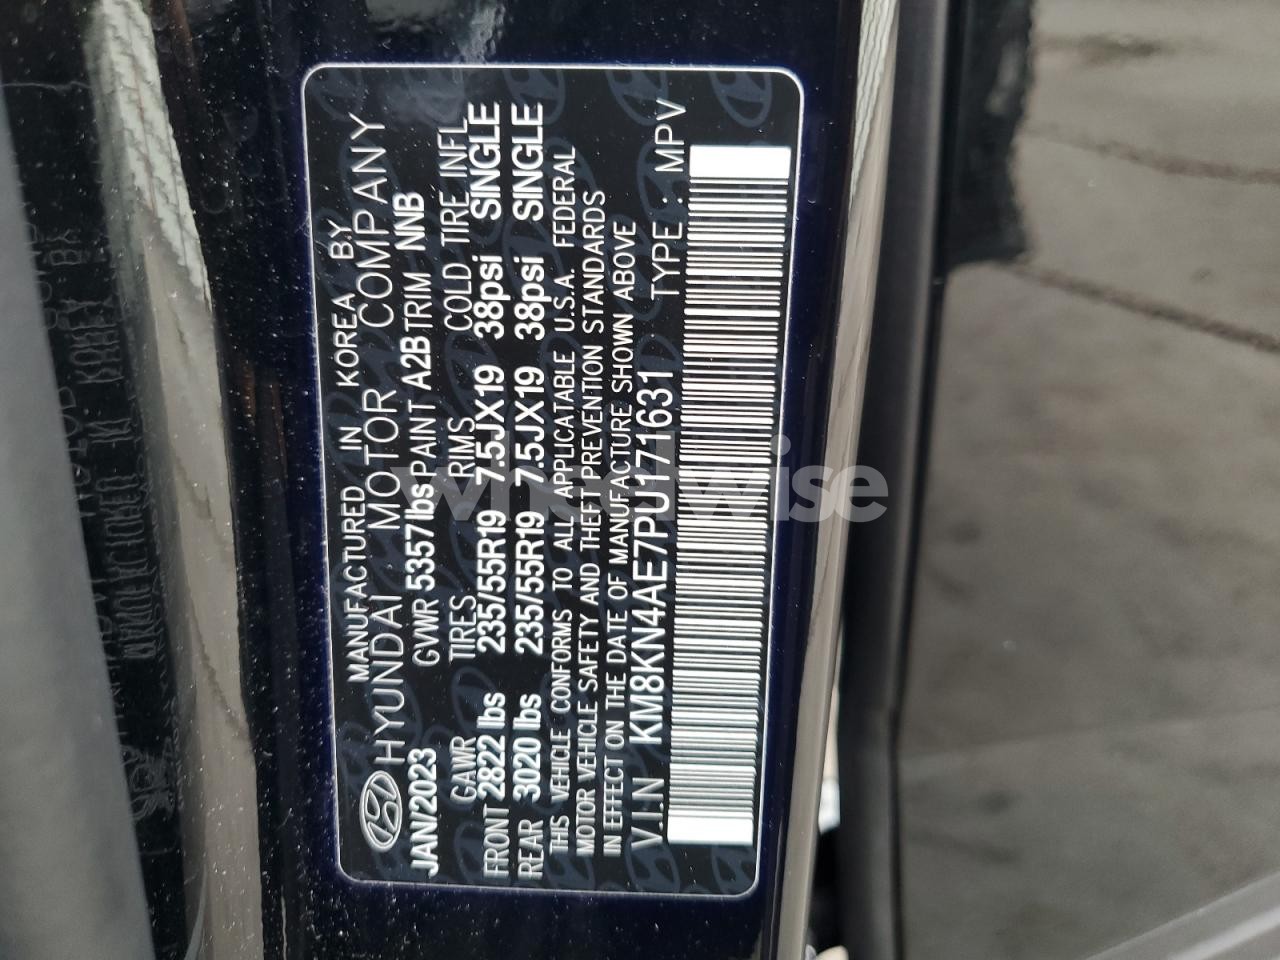 MANUFACTURED IN KOREA BY
HYUNDAI MOTOR COMPANY
JAN/2023 GVWR 5357lbs PAINT A2B TRIM NNB
GAWR TIRES RIMS COLD TIRE INFL
FRONT 2822 lbs 235/55R19 7.5JX19 38psi SINGLE
REAR 3020 lbs 235/55R19 7.5JX19 38psi SINGLE
THIS VEHICLE CONFORMS TO ALL APPLICATABLE U.S.A. FEDERAL
MOTOR VEHICLE SAFETY AND THEFT PREVENTION STANDARDS
IN EFFECT ON THE DATE OF MANUFACTURE SHOWN ABOVE
V.I.N KM8KN4AE7PU171631 TYPE : MPV
wheelwise